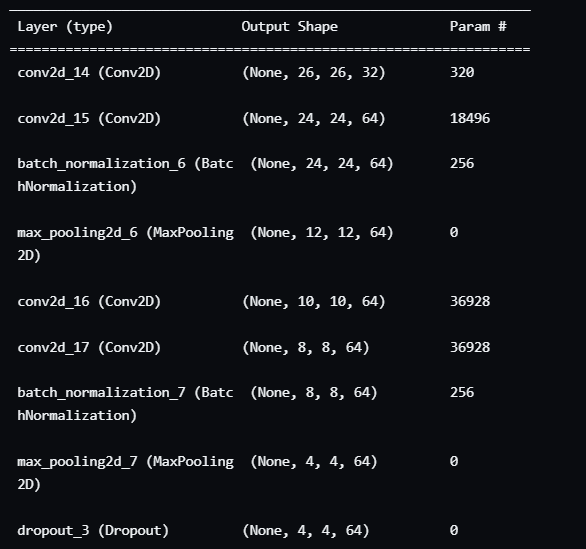 Layer (type) Output Shape Param #
=================================================================
conv2d_14 (Conv2D) (None, 26, 26, 32) 320
conv2d_15 (Conv2D) (None, 24, 24, 64) 18496
batch_normalization_6 (Batc (None, 24, 24, 64) 256
hNormalization)
max_pooling2d_6 (MaxPooling (None, 12, 12, 64) 0
2D)
conv2d_16 (Conv2D) (None, 10, 10, 64) 36928
conv2d_17 (Conv2D) (None, 8, 8, 64) 36928
batch_normalization_7 (Batc (None, 8, 8, 64) 256
hNormalization)
max_pooling2d_7 (MaxPooling (None, 4, 4, 64) 0
2D)
dropout_3 (Dropout) (None, 4, 4, 64) 0